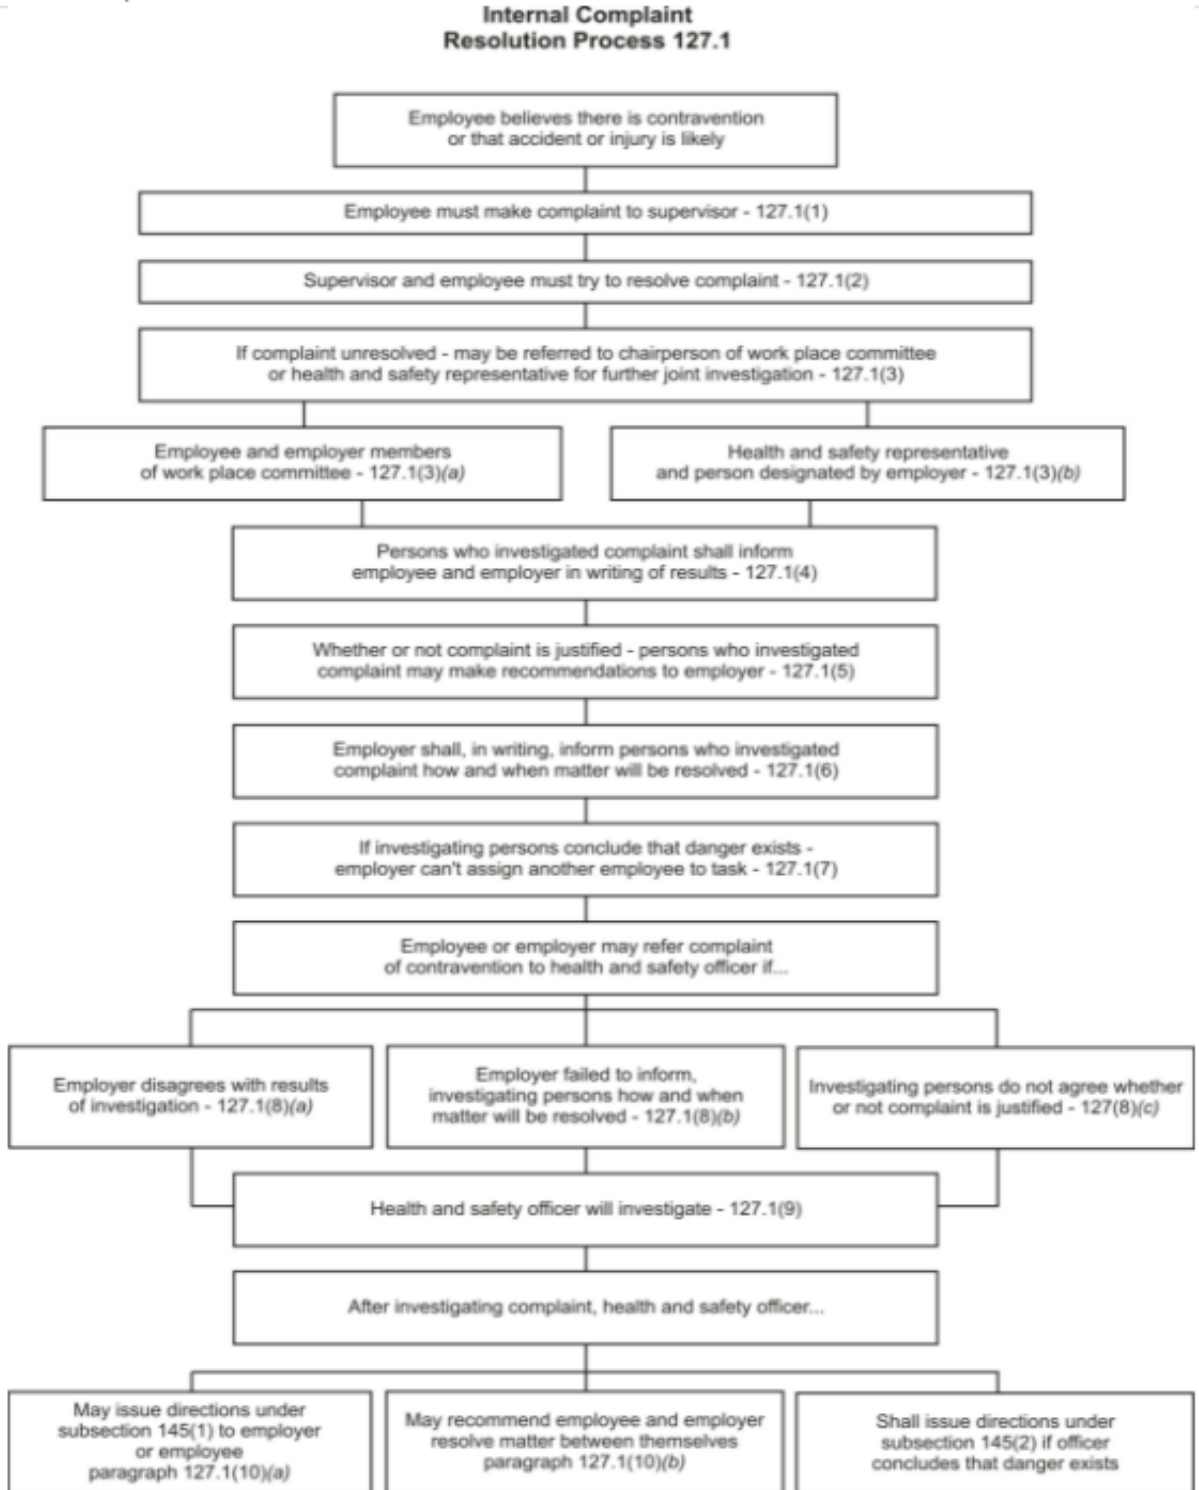 Internal Complaint
Resolution Process 127.1
Employee believes there is contravention
or that accident or injury is likely
Employee must make complaint to supervisor - 127.1(1)
Supervisor and employee must try to resolve complaint - 127.1(2)
If complaint unresolved - may be referred to chairperson of work place committee
or health and safety representative for further joint investigation - 127.1(3)
Employee and employer members
of work place committee - 127.1(3)(a)
Health and safety representative
and person designated by employer - 127.1(3)(b)
Persons who investigated complaint shall inform
employee and employer in writing of results - 127.1(4)
Whether or not complaint is justified - persons who investigated
complaint may make recommendations to employer - 127.1(5)
Employer shall, in writing, inform persons who investigated
complaint how and when matter will be resolved - 127.1(6)
If investigating persons conclude that danger exists -
employer can't assign another employee to task - 127.1(7)
Employee or employer may refer complaint
of contravention to health and safety officer if...
Employer disagrees with results
of investigation - 127.1(8)(a)
Employer failed to inform,
investigating persons how and when
matter will be resolved - 127.1(8)(b)
Investigating persons do not agree whether
or not complaint is justified - 127(8)(c)
Health and safety officer will investigate - 127.1(9)
After investigating complaint, health and safety officer...
May issue directions under
subsection 145(1) to employer
or employee
paragraph 127.1(10)(a)
May recommend employee and employer
resolve matter between themselves
paragraph 127.1(10)(b)
Shall issue directions under
subsection 145(2) if officer
concludes that danger exists